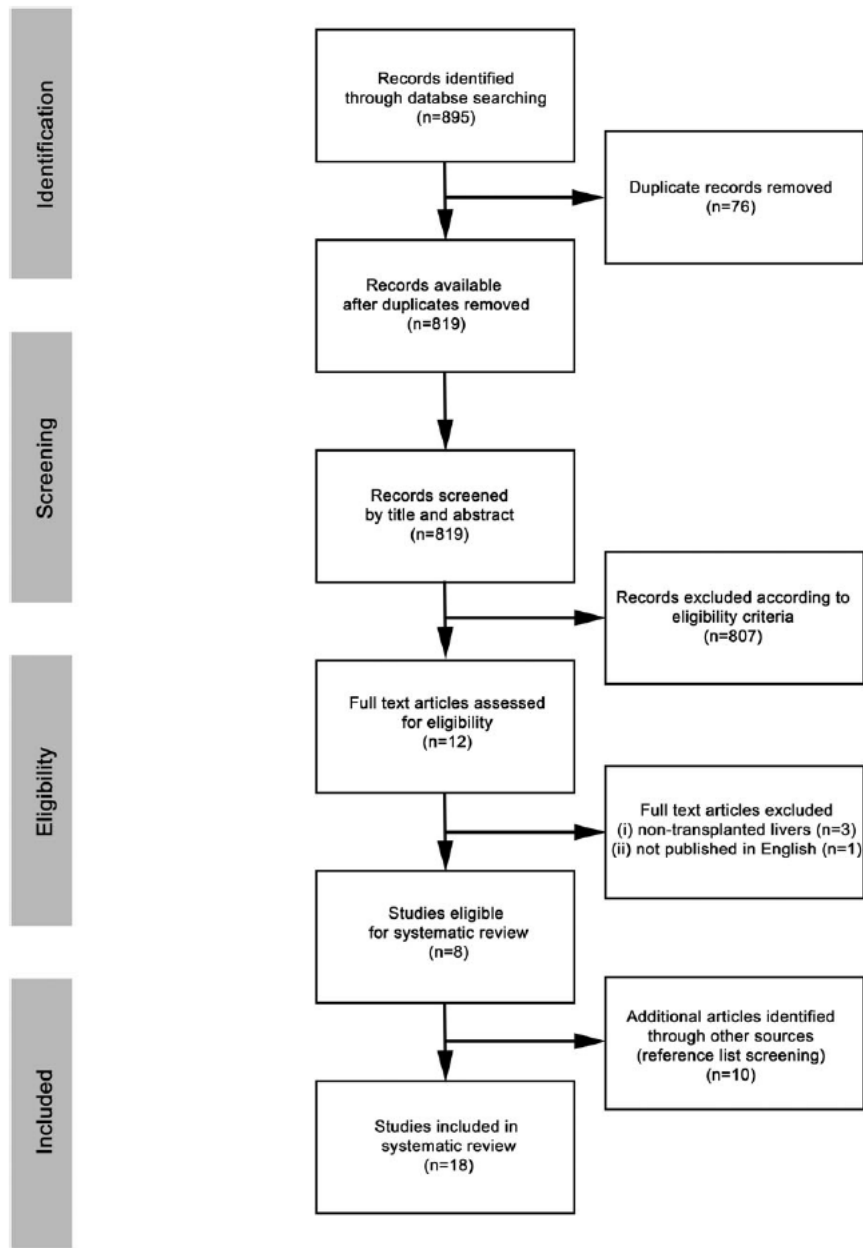 Identification
Records identified
through databse searching
(n=895)
Duplicate records removed
(n=76)
Records available
after duplicates removed
(n=819)
Screening
Records screened
by title and abstract
(n=819)
Records excluded according to
eligibility criteria
(n=807)
Eligibility
Full text articles assessed
for eligibility
(n=12)
Full text articles excluded
(i) non-transplanted livers (n=3)
(ii) not published in English (n=1)
Studies eligible
for systematic review
(n=8)
Included
Additional articles identified
through other sources
(reference list screening)
(n=10)
Studies included in
systematic review
(n=18)